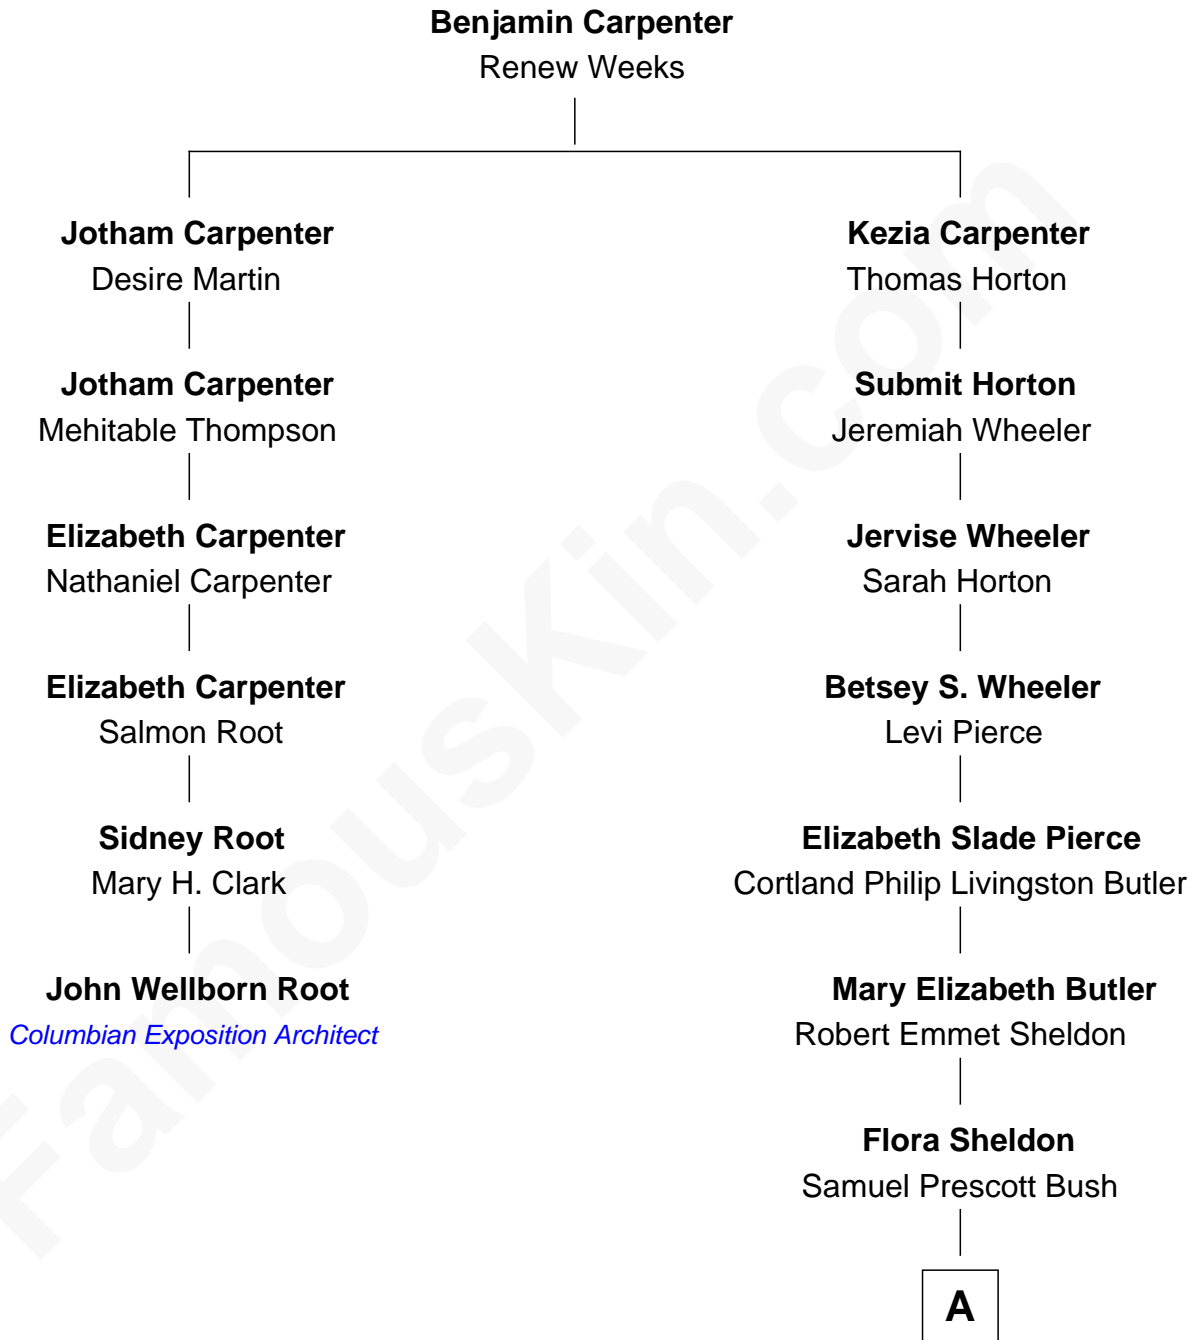 Benjamin Carpenter
Renew Weeks
Jotham Carpenter
Desire Martin
Kezia Carpenter
Thomas Horton
Jotham Carpenter
Mehitable Thompson
Submit Horton
Jeremiah Wheeler
Elizabeth Carpenter
Nathaniel Carpenter
Jervise Wheeler
Sarah Horton
Elizabeth Carpenter
Salmon Root
Betsey S. Wheeler
Levi Pierce
Sidney Root
Mary H. Clark
Elizabeth Slade Pierce
Cortland Philip Livingston Butler
John Wellborn Root
Columbian Exposition Architect
Mary Elizabeth Butler
Robert Emmet Sheldon
Flora Sheldon
Samuel Prescott Bush
A
FamousKin.com